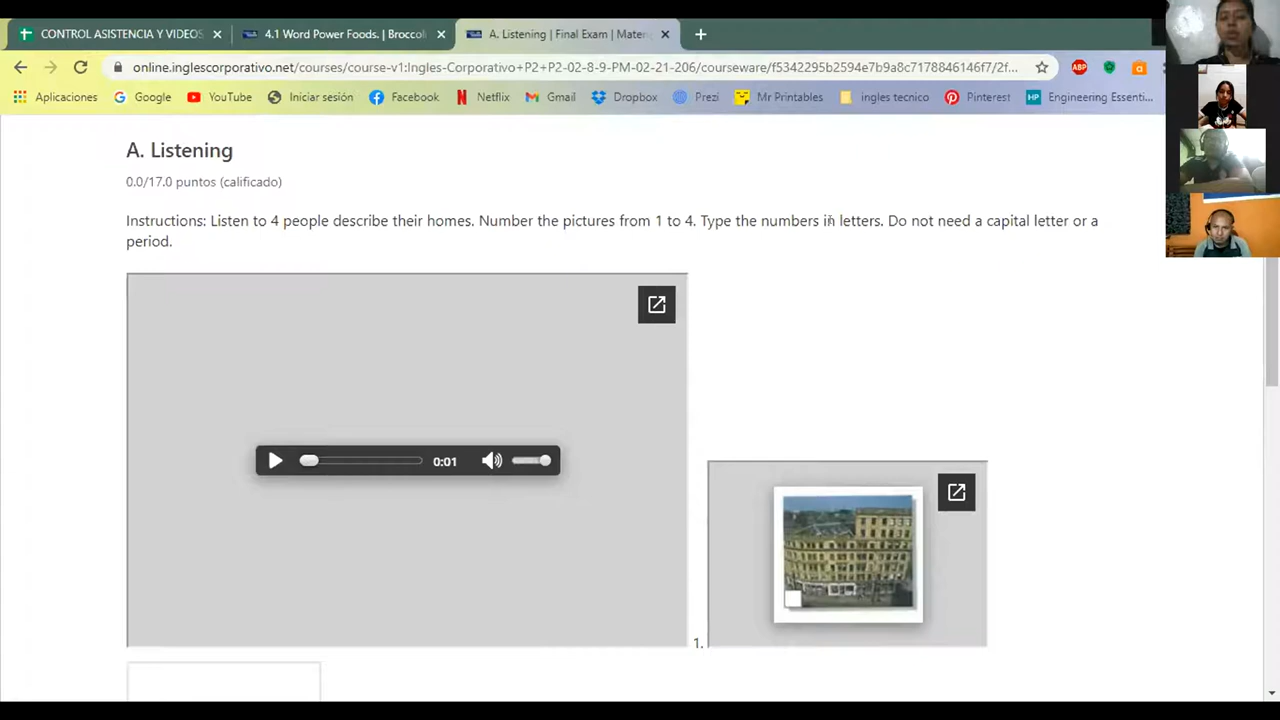 CONTROL ASISTENCIA Y VIDEOS
4.1 Word Power Foods. | Broccol
A. Listening | Final Exam | Mater
online.inglescorporativo.net/courses/course-v1:Ingles-Corporativo+P2+P2-02-8-9-PM-02-21-206/courseware/f5342295b2594e7b9a8c7178846146f7/2f...
ABP
Aplicaciones
Google
YouTube
Iniciar sesión
Facebook
Netflix
Gmail
Dropbox
Prezi
Mr Printables
ingles tecnico
Pinterest
Engineering Essenti...
A. Listening
0.0/17.0 puntos (calificado)
Instructions: Listen to 4 people describe their homes. Number the pictures from 1 to 4. Type the numbers in letters. Do not need a capital letter or a
period.
0:01
1.